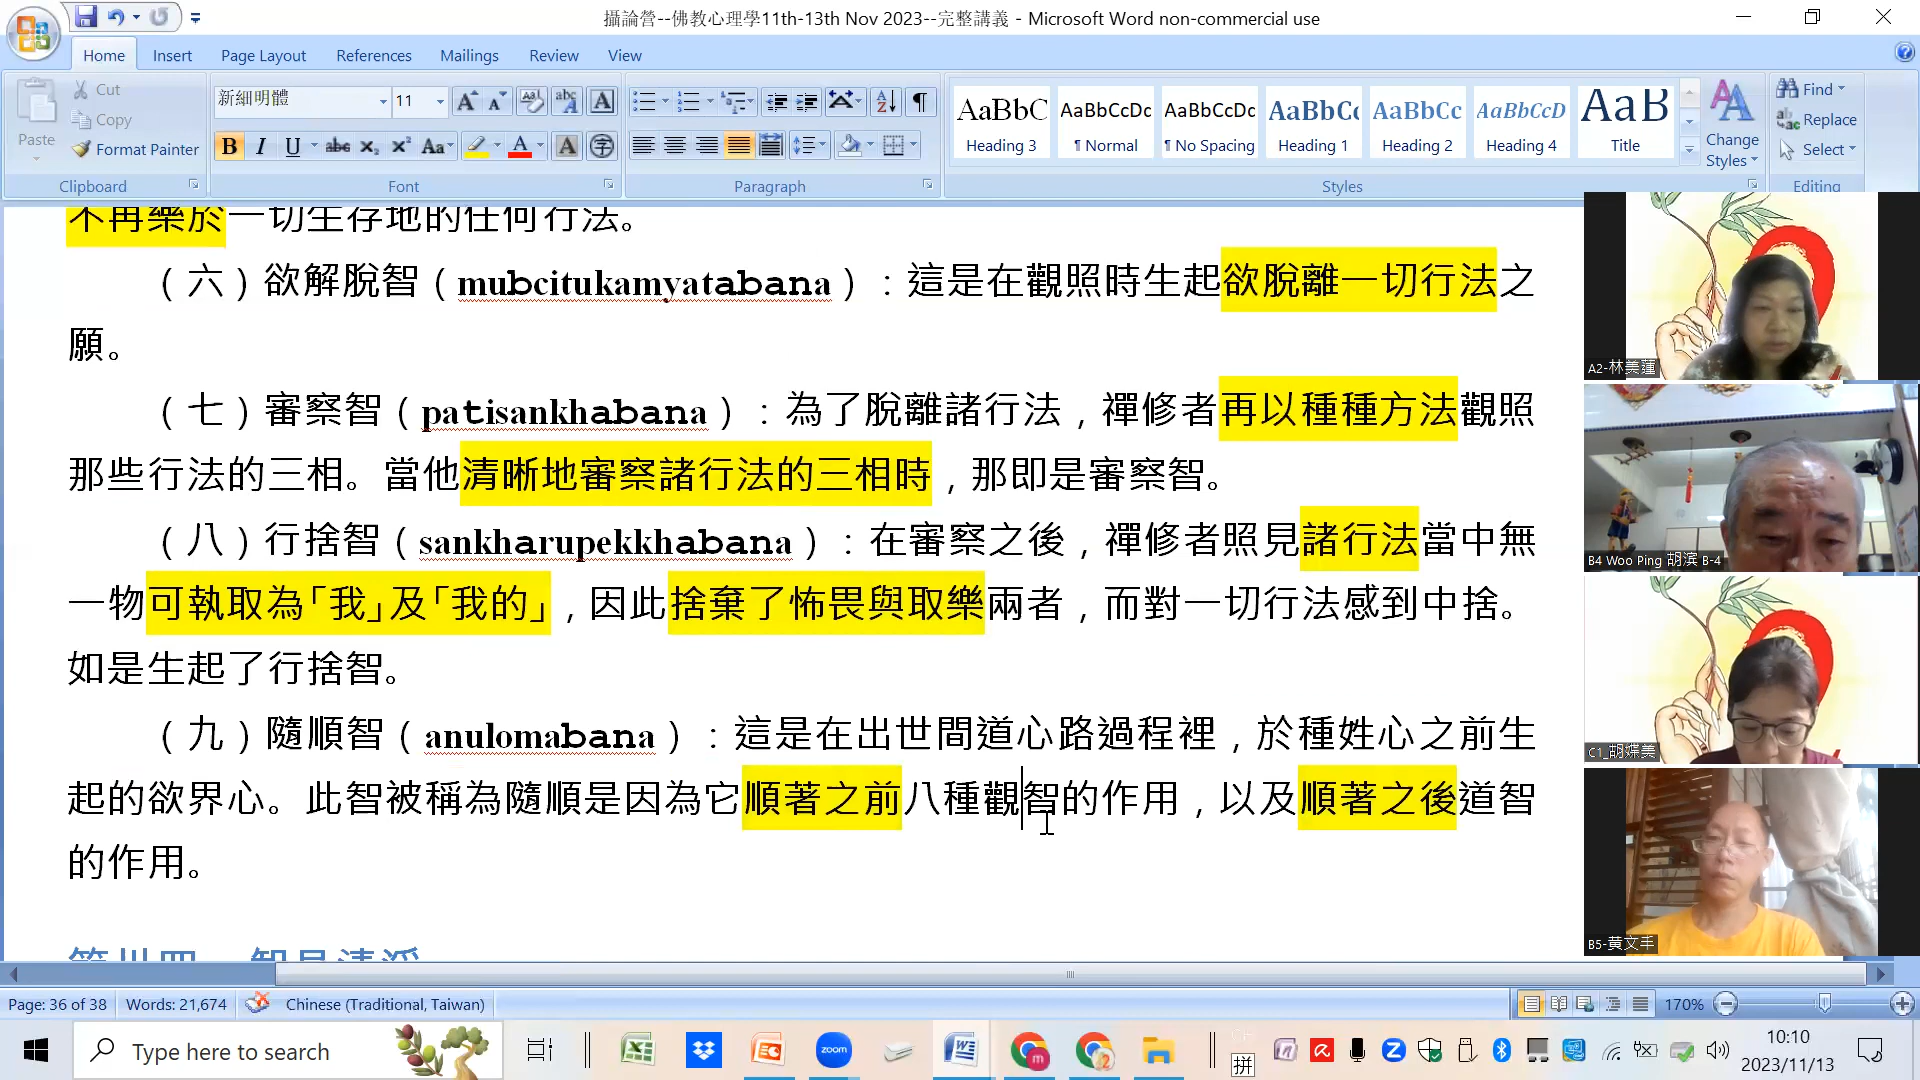 攝論營--佛教心理學11th-13th Nov 2023--完整講義 - Microsoft Word non-commercial use
Home Insert Page Layout References Mailings Review View
Paste
Cut
Copy
Format Painter
Clipboard
新細明體 11
Font
Paragraph
AaBbC AaBbCcDc AaBbCcDc AaBbCc AaBbCc AaBbCcD AaB
Heading 3 ¶ Normal ¶ No Spacing Heading 1 Heading 2 Heading 4 Title
Change Styles
Styles
Find
Replace
Select
Editing
不再樂於一切生存地的任何行法。
（六）欲解脫智（mubcitukamyatabana）：這是在觀照時生起欲脫離一切行法之
願。
（七）審察智（patisankhabana）：為了脫離諸行法，禪修者再以種種方法觀照
那些行法的三相。當他清晰地審察諸行法的三相時，那即是審察智。
（八）行捨智（sankharupekkhabana）：在審察之後，禪修者照見諸行法當中無
一物可執取為「我」及「我的」，因此捨棄了怖畏與取樂兩者，而對一切行法感到中捨。
如是生起了行捨智。
（九）隨順智（anulomabana）：這是在出世間道心路過程裡，於種姓心之前生
起的欲界心。此智被稱為隨順是因為它順著之前八種觀智的作用，以及順著之後道智
的作用。
A2-林美蓮
B4 Woo Ping 胡滨 B-4
C1_胡媟美
B5-黃文丰
Page: 36 of 38 Words: 21,674 Chinese (Traditional, Taiwan) 170%
Type here to search
zoom
拼
10:10
2023/11/13